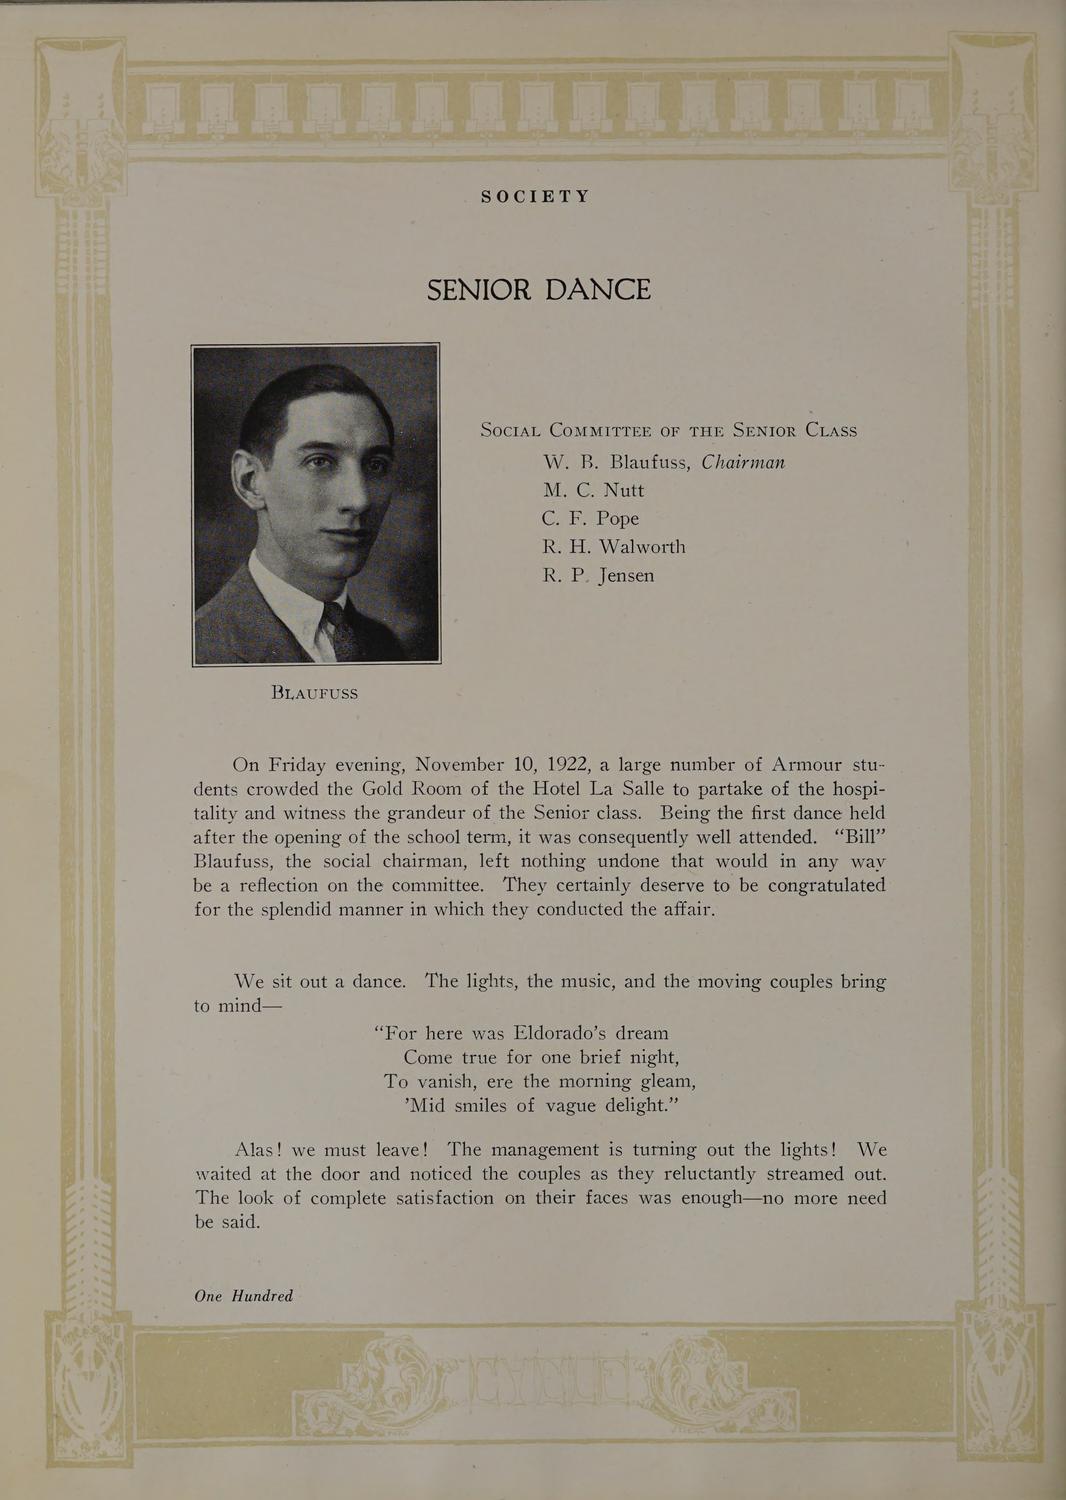 SOCIETY
SENIOR DANCE
Social Committee of the Senior Class
W. B. Blaufuss, Chairman
M. C. Nutt
C. F. Pope
R. H. Walworth
R. P. Jensen
Blaufuss
On Friday evening, November 10, 1922, a large number of Armour stu-
dents crowded the Gold Room of the Hotel La Salle to partake of the hospi-
tality and witness the grandeur of the Senior class. Being the first dance held
after the opening of the school term, it was consequently well attended. “Bill”
Blaufuss, the social chairman, left nothing undone that would in any way
be a reflection on the committee. They certainly deserve to be congratulated
for the splendid manner in which they conducted the affair.
We sit out a dance. The lights, the music, and the moving couples bring
to mind—
“For here was Eldorado’s dream
Come true for one brief night,
To vanish, ere the morning gleam,
’Mid smiles of vague delight.”
Alas! we must leave! The management is turning out the lights! We
waited at the door and noticed the couples as they reluctantly streamed out.
The look of complete satisfaction on their faces was enough—no more need
be said.
One Hundred
CYCLE